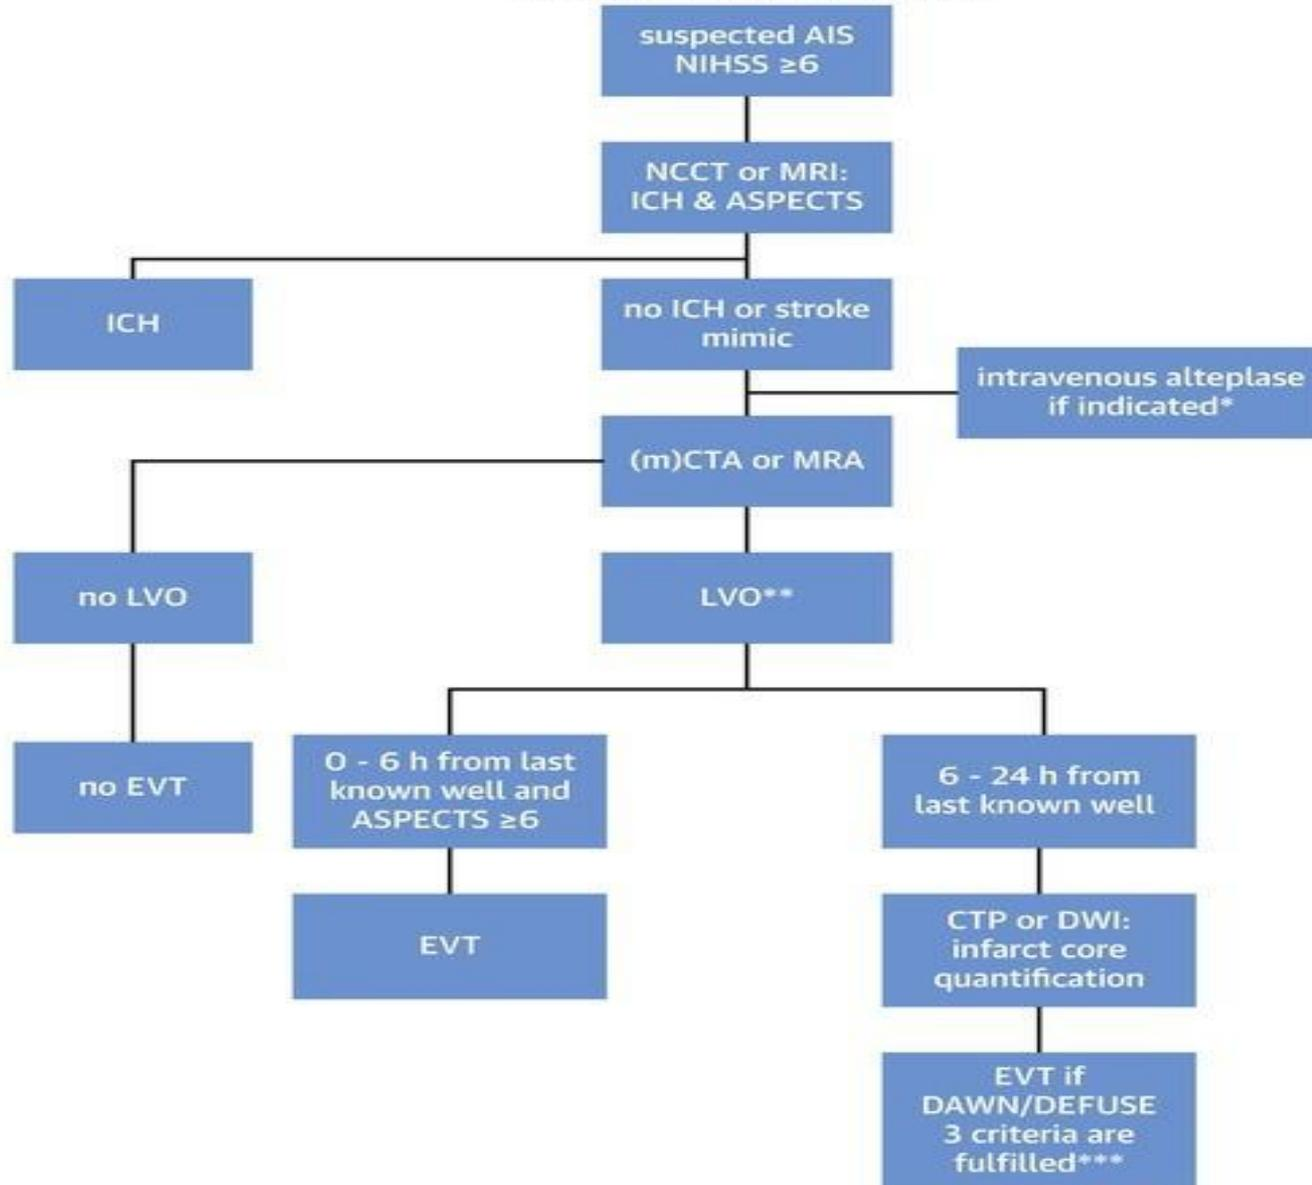 suspected AIS
NIHSS ≥6
NCCT or MRI:
ICH & ASPECTS
ICH
no ICH or stroke
mimic
intravenous alteplase
if indicated*
(m)CTA or MRA
no LVO
LVO**
no EVT
0 - 6 h from last
known well and
ASPECTS ≥6
6 - 24 h from
last known well
EVT
CTP or DWI:
infarct core
quantification
EVT if
DAWN/DEFUSE
3 criteria are
fulfilled***